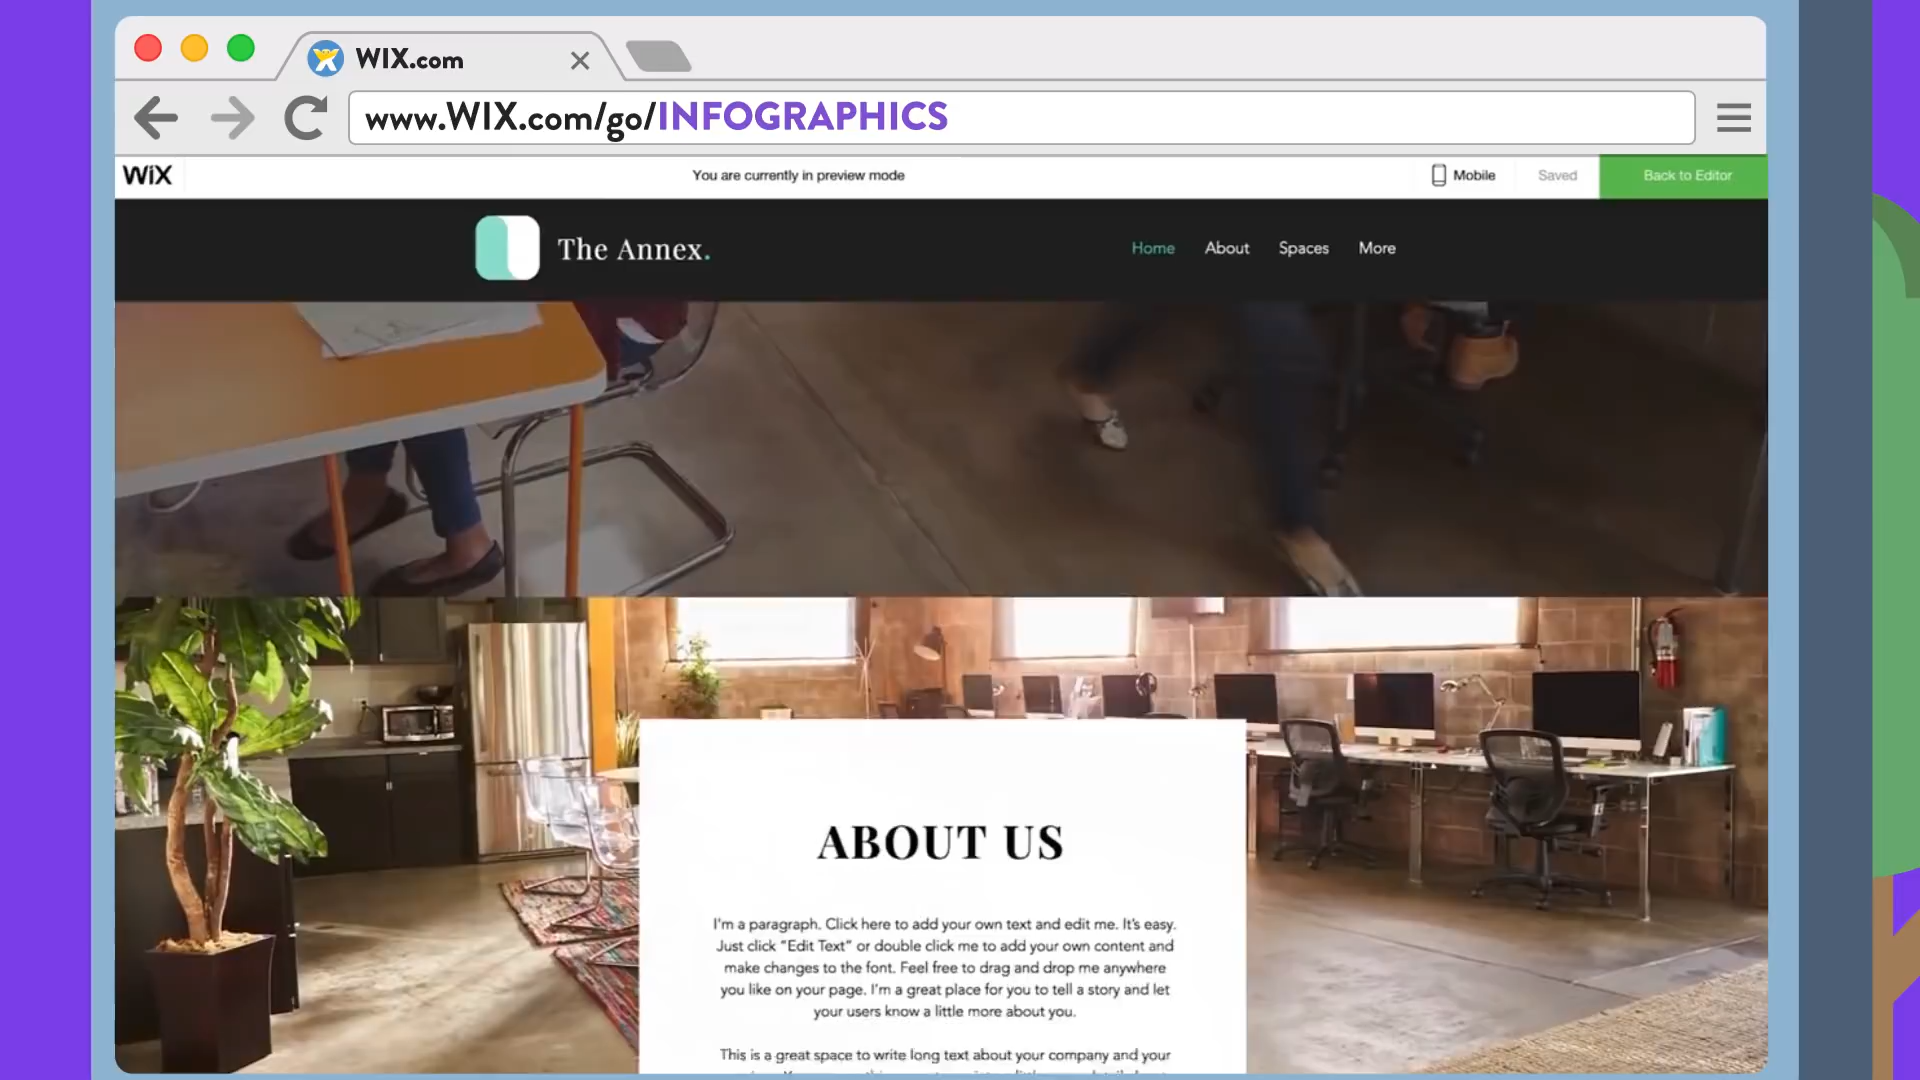 WIX.com
www.WIX.com/go/INFOGRAPHICS
WiX
You are currently in preview mode
Mobile
Saved
Back to Editor
The Annex.
Home
About
Spaces
More
ABOUT US
I'm a paragraph. Click here to add your own text and edit me. It's easy.
Just click "Edit Text" or double click me to add your own content and
make changes to the font. Feel free to drag and drop me anywhere
you like on your page. I'm a great place for you to tell a story and let
your users know a little more about you.
This is a great space to write long text about your company and your